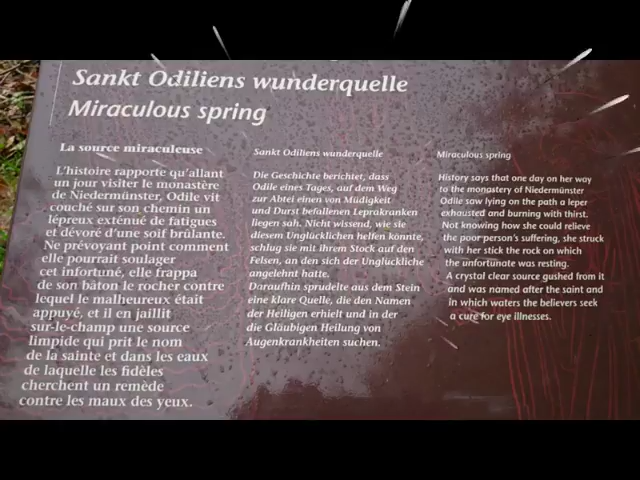 Sankt Odiliens wunderquelle
Miraculous spring
La source miraculeuse
L'histoire rapporte qu'allant
un jour visiter le monastère
de Niedermünster, Odile vit
couché sur son chemin un
lépreux exténué de fatigues
et dévoré d'une soif brûlante.
Ne prévoyant point comment
elle pourrait soulager
cet infortuné, elle frappa
de son bâton le rocher contre
lequel le malheureux était
appuyé, et il en jaillit
sur-le-champ une source
limpide qui prit le nom
de la sainte et dans les eaux
de laquelle les fidèles
cherchent un remède
contre les maux des yeux.
Sankt Odiliens wunderquelle
Die Geschichte berichtet, dass
Odile eines Tages, auf dem Weg
zur Abtei einen von Müdigkeit
und Durst befallenen Leprakranken
liegen sah. Nicht wissend, wie sie
diesem Unglücklichen helfen könnte,
schlug sie mit ihrem Stock auf den
Felsen, an den sich der Unglückliche
angelehnt hatte.
Daraufhin sprudelte aus dem Stein
eine klare Quelle, die den Namen
der Heiligen erhielt und in der
die Gläubigen Heilung von
Augenkrankheiten suchen.
Miraculous spring
History says that one day on her way
to the monastery of Niedermünster
Odile saw lying on the path a leper
exhausted and burning with thirst.
Not knowing how she could relieve
the poor person's suffering, she struck
with her stick the rock on which
the unfortunate was resting.
A crystal clear source gushed from it
and was named after the saint and
in which waters the believers seek
a cure for eye illnesses.